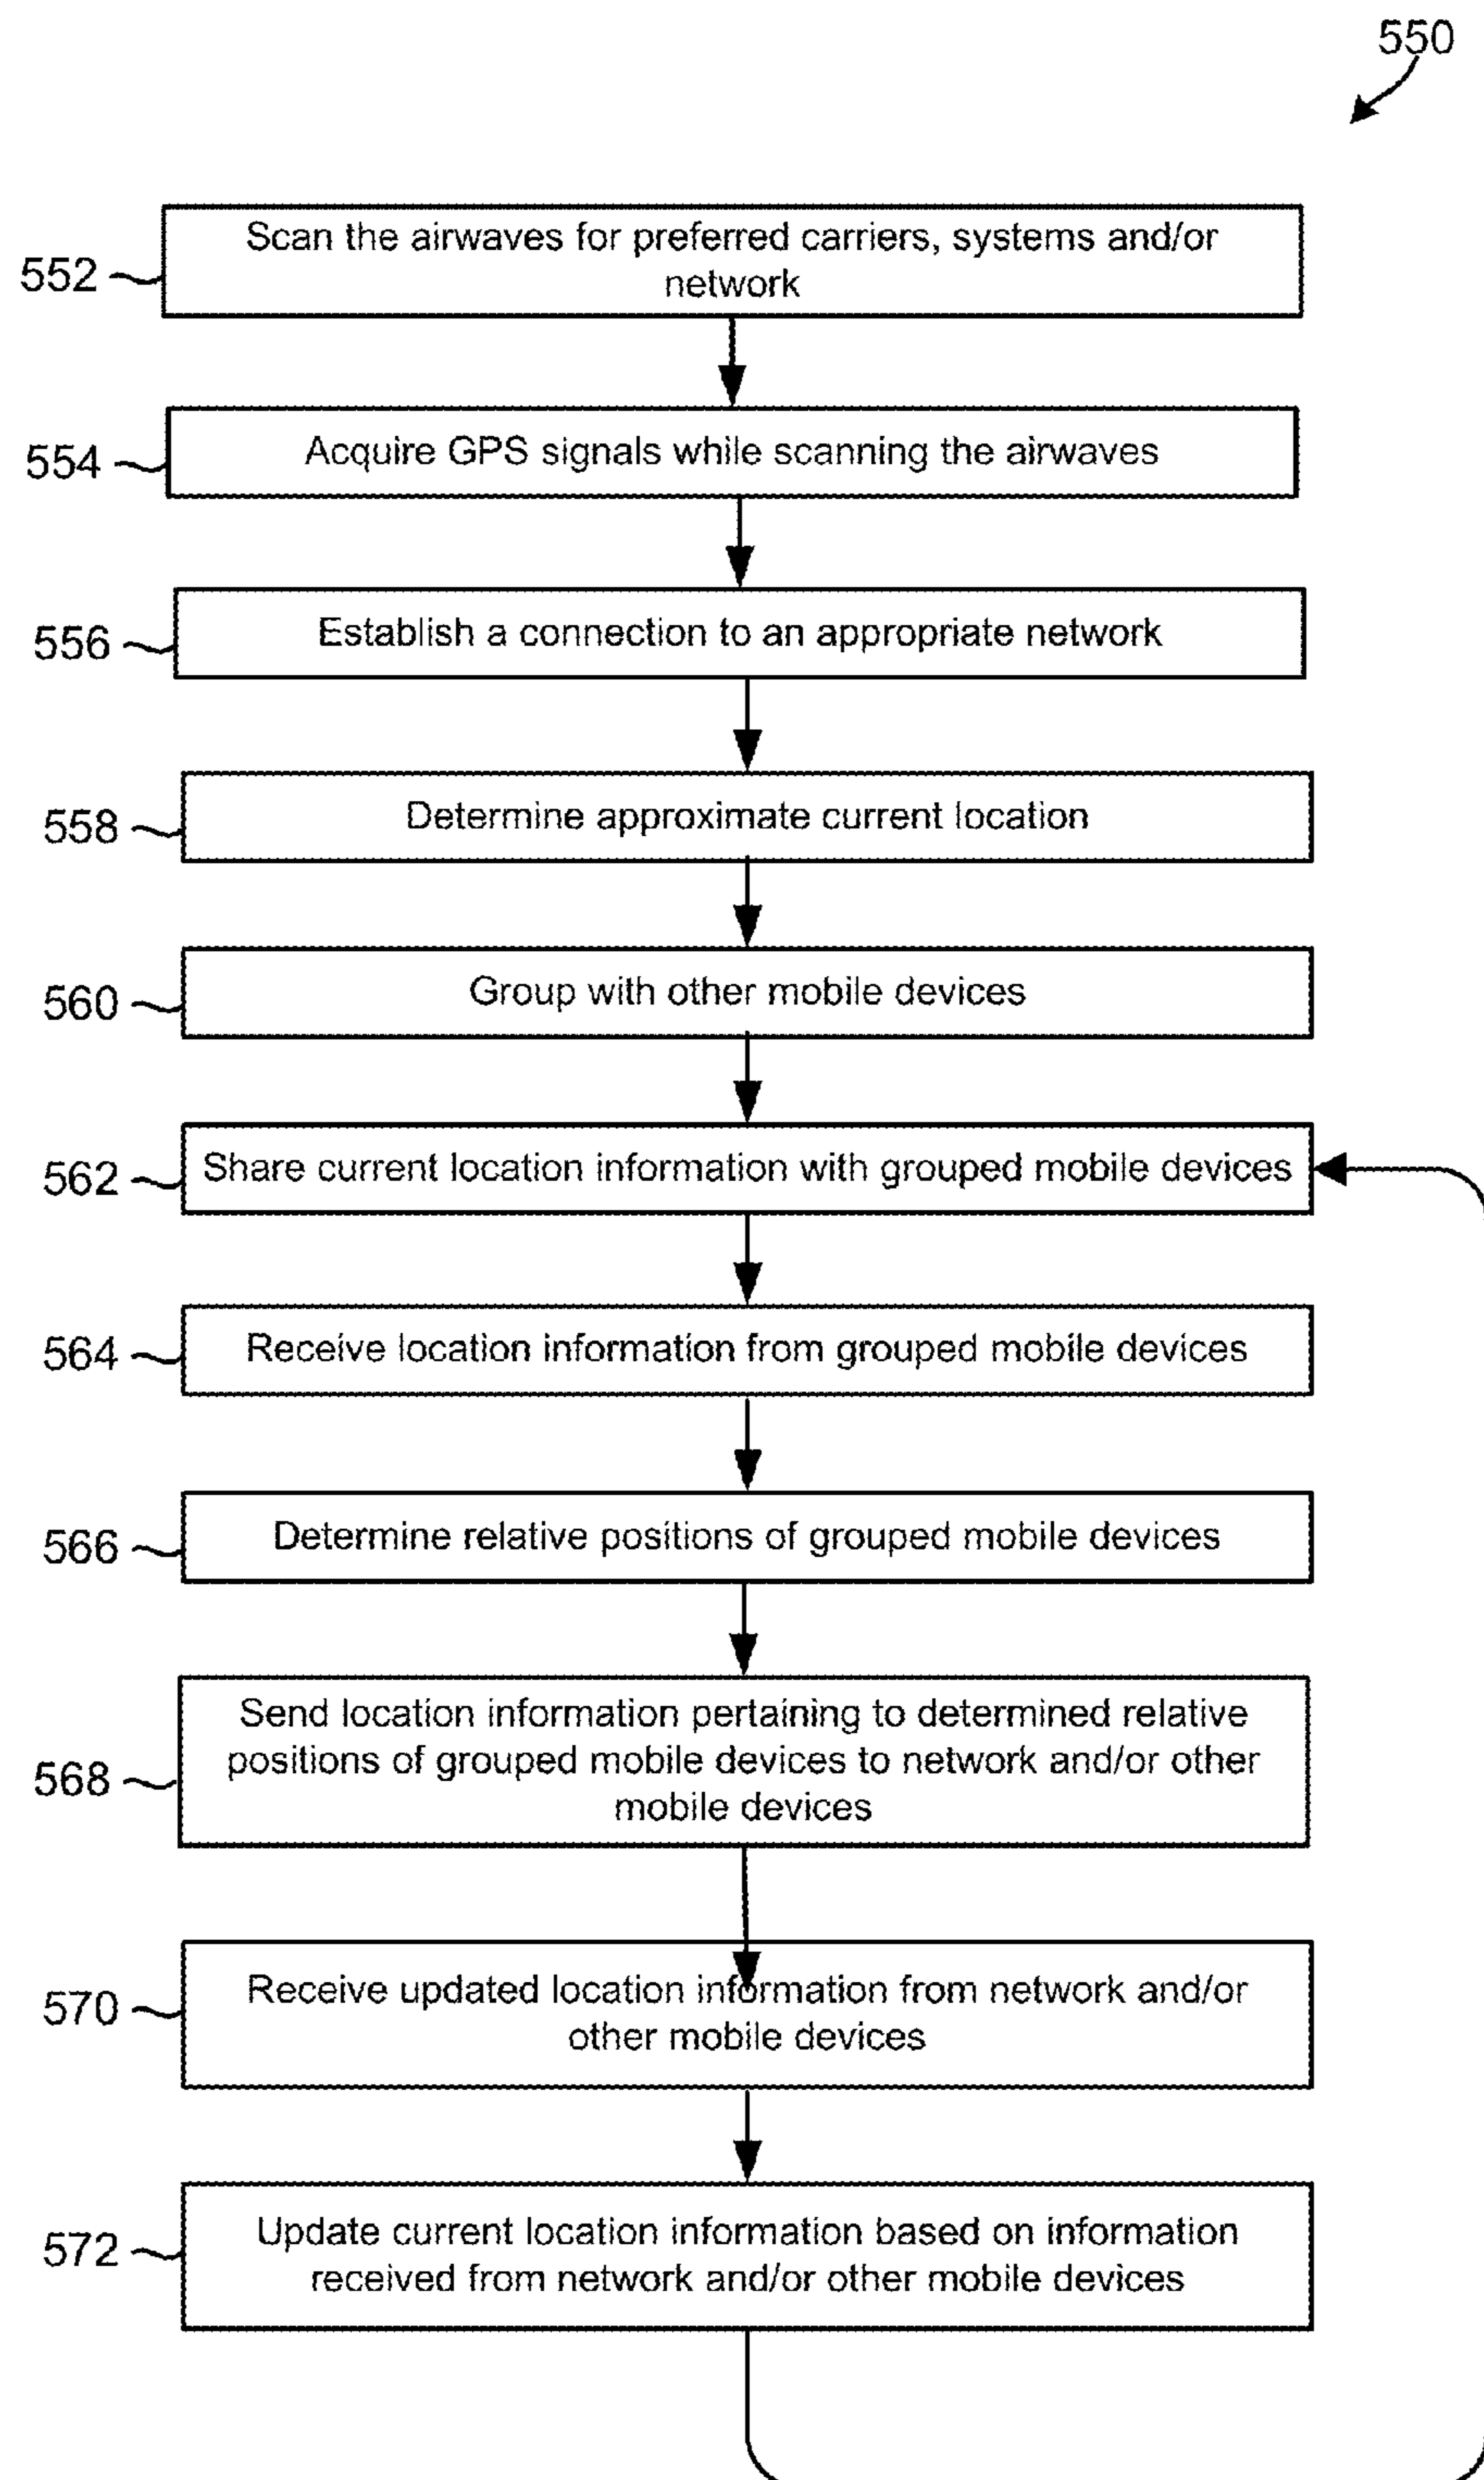 550
Scan the airwaves for preferred carriers, systems and/or
network
552
Acquire GPS signals while scanning the airwaves
554
Establish a connection to an appropriate network
556
Determine approximate current location
558
Group with other mobile devices
560
Share current location information with grouped mobile devices
562
Receive location information from grouped mobile devices
564
Determine relative positions of grouped mobile devices
566
Send location information pertaining to determined relative
positions of grouped mobile devices to network and/or other
mobile devices
568
Receive updated location information from network and/or
other mobile devices
570
Update current location information based on information
received from network and/or other mobile devices
572